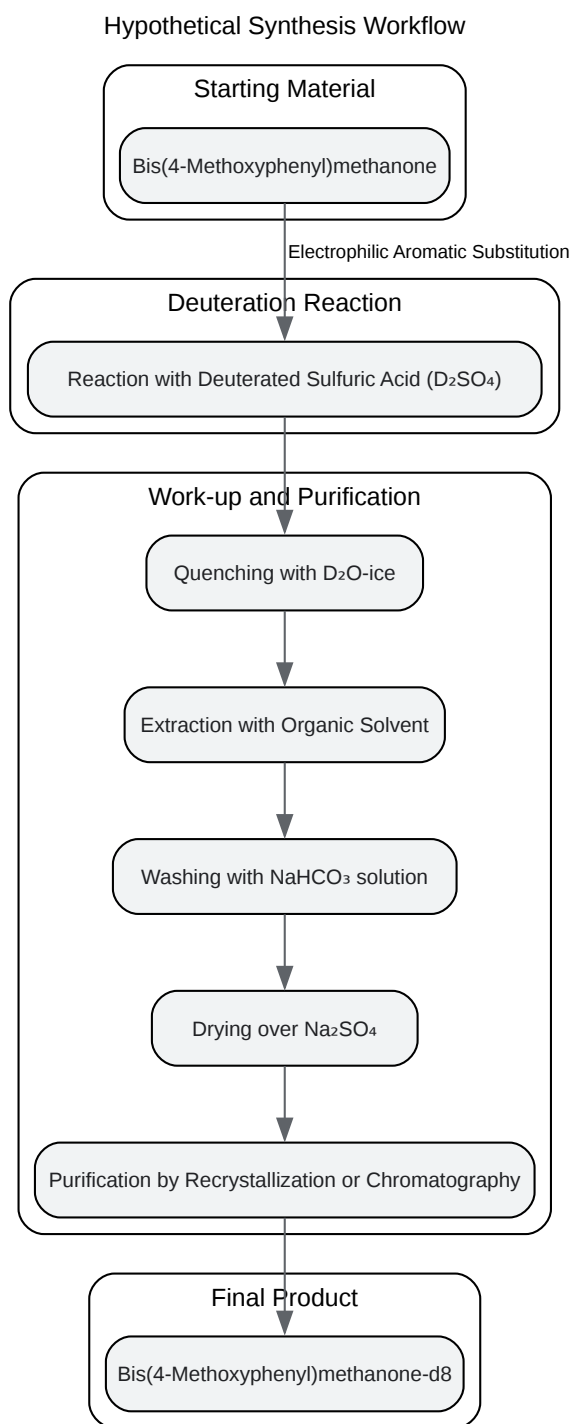 Hypothetical Synthesis Workflow
Starting Material
Bis(4-Methoxyphenyl)methanone
Electrophilic Aromatic Substitution
Deuteration Reaction
Reaction with Deuterated Sulfuric Acid (D₂SO₄)
Work-up and Purification
Quenching with D₂O-ice
Extraction with Organic Solvent
Washing with NaHCO₃ solution
Drying over Na₂SO₄
Purification by Recrystallization or Chromatography
Final Product
Bis(4-Methoxyphenyl)methanone-d8